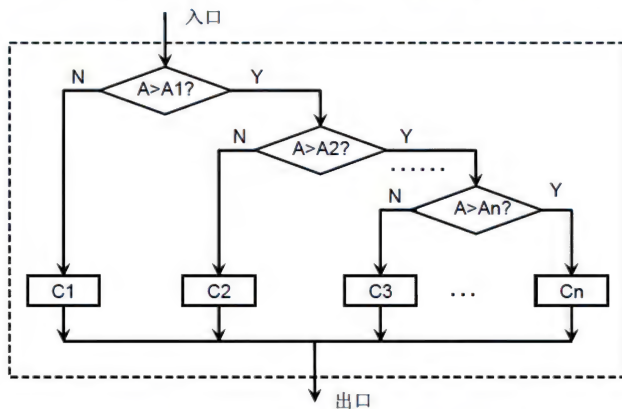 入口
N
A>A1?
Y
N
A>A2?
Y
......
N
A>An?
Y
C1
C2
C3
...
Cn
出口